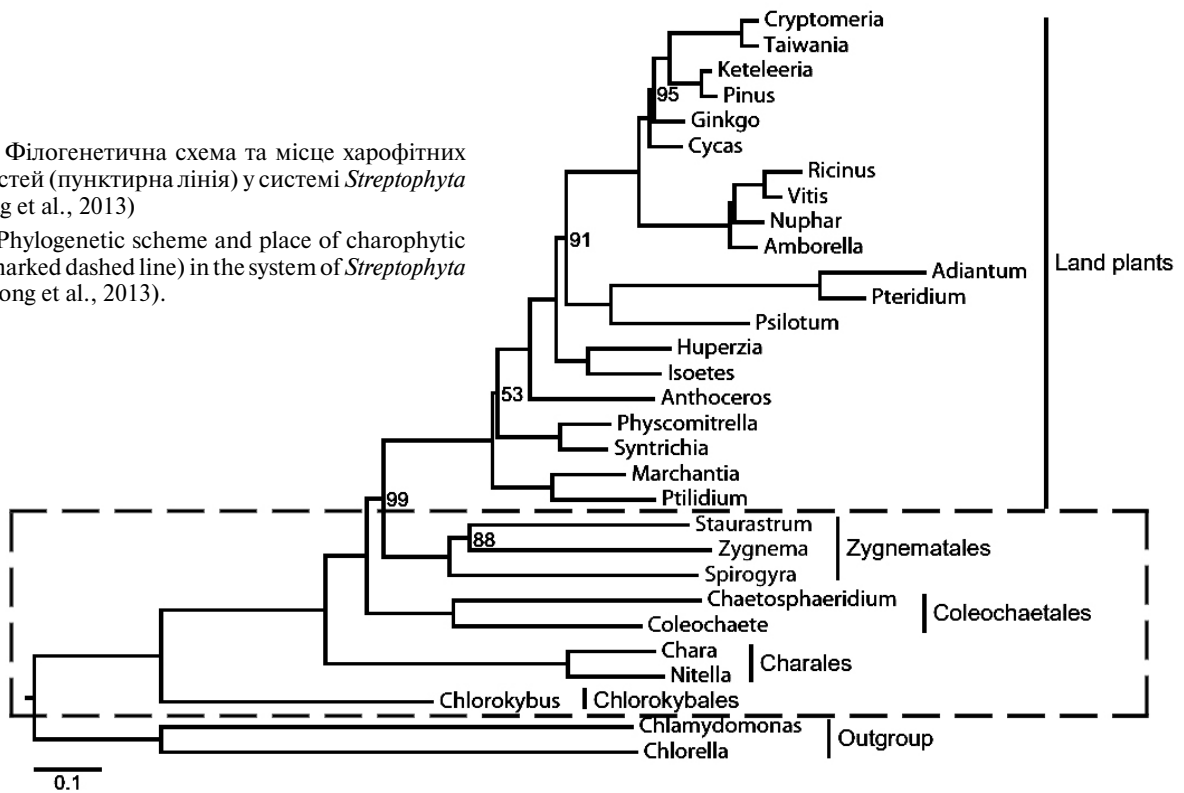 Cryptomeria
Taiwania
Keteleeria
Pinus
95
Ginkgo
Cycas
Філогенетична схема та місце харофітних
стей (пунктирна лінія) у системі Streptophyta
g et al., 2013)
Phylogenetic scheme and place of charophytic
narked dashed line) in the system of Streptophyta
ong et al., 2013).
Ricinus
Vitis
Nuphar
Amborella
91
Adiantum
Pteridium
Psilotum
Land plants
Huperzia
Isoetes
53
Anthoceros
Physcomitrella
Syntrichia
Marchantia
Ptilidium
99
Staurastrum
88
Zygnema
Spirogyra
Zygnematales
Chaetosphaeridium
Coleochaete
Coleochaetales
Chara
Nitella
Charales
Chlorokybus
Chlorokybales
Chlamydomonas
Chlorella
Outgroup
0.1